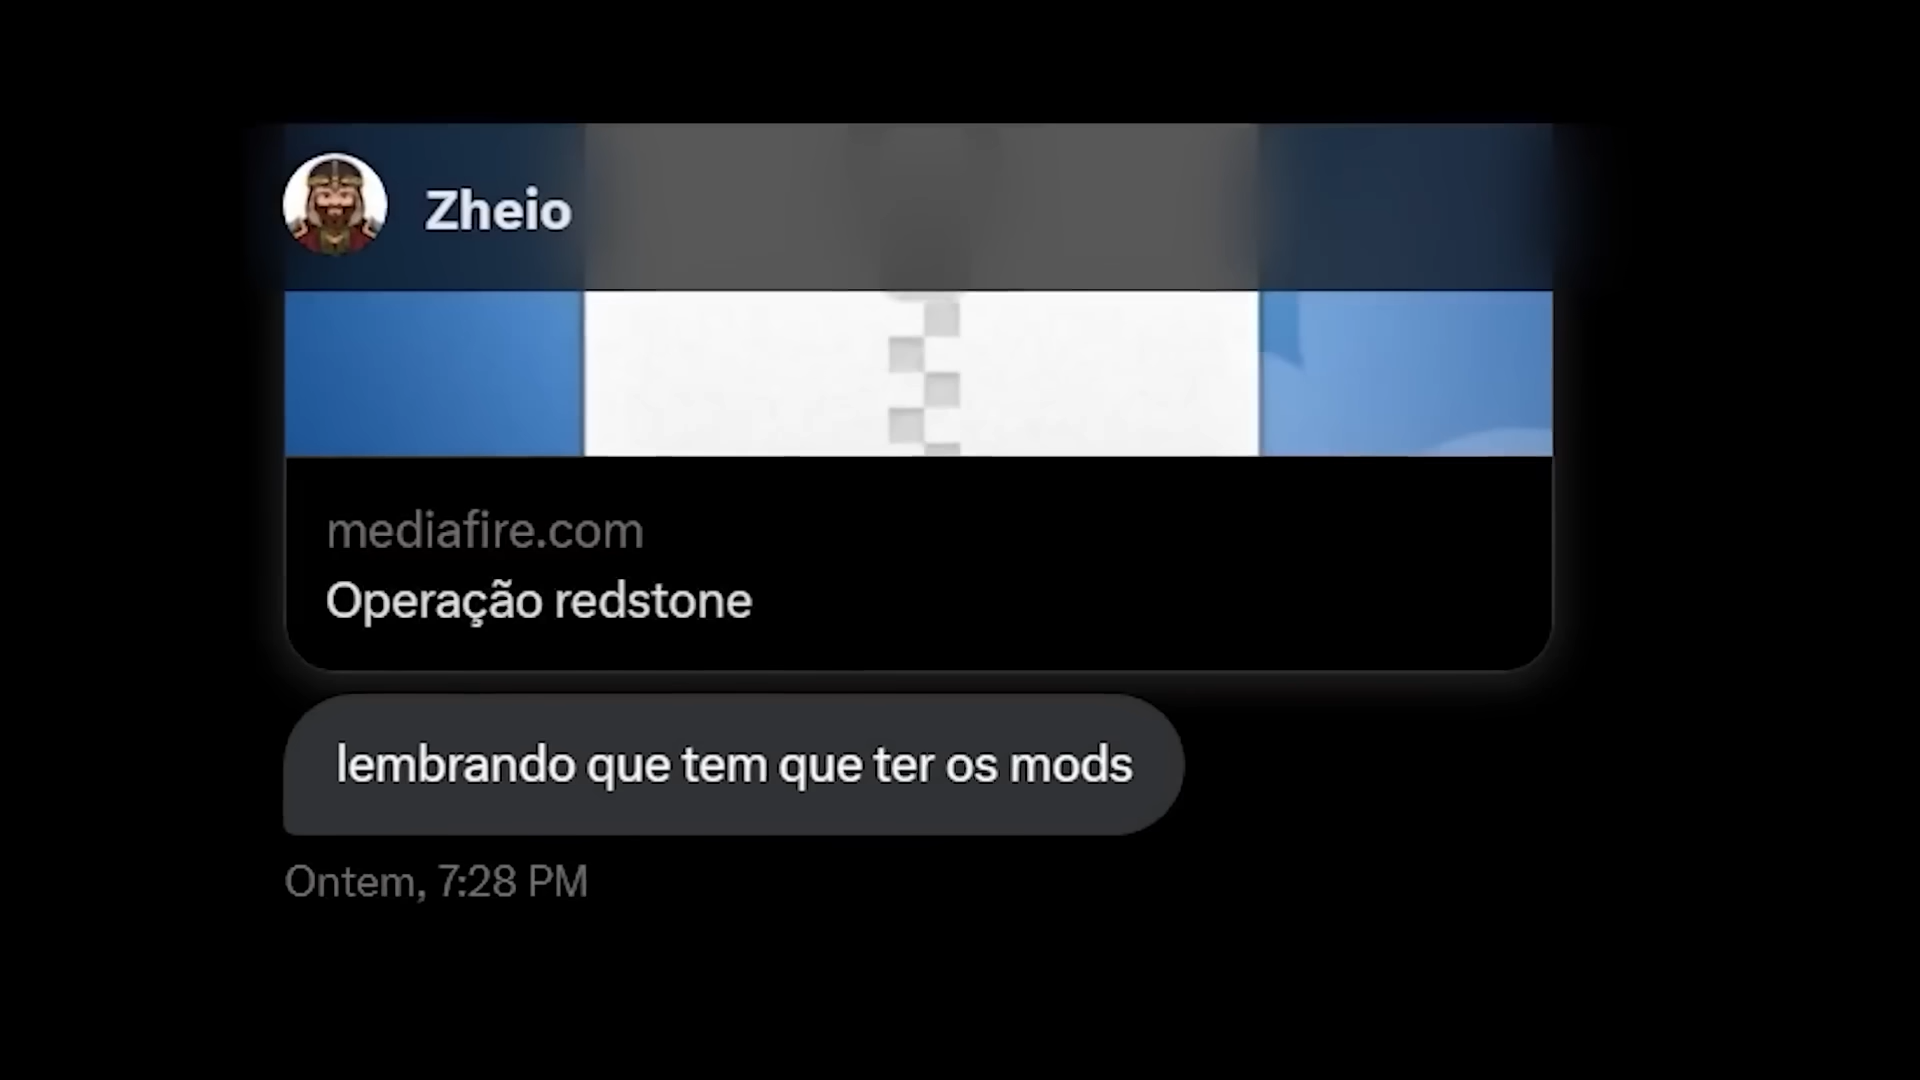 Zheio
mediafire.com
Operação redstone
lembrando que tem que ter os mods
Ontem, 7:28 PM